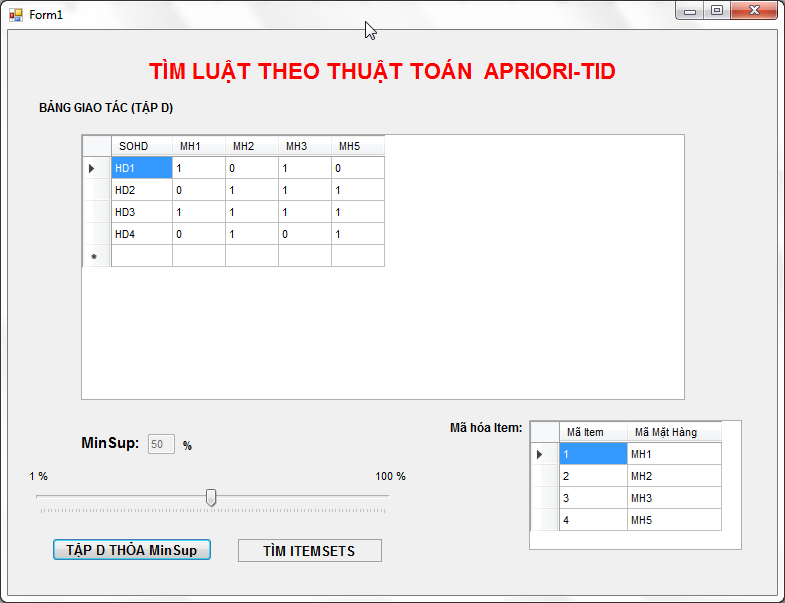 Form1
TÌM LUẬT THEO THUẬT TOÁN APRIORI-TID
BẢNG GIAO TÁC (TẬP D)
SOHD MH1 MH2 MH3 MH5
HD1 1 0 1 0
HD2 0 1 1 1
HD3 1 1 1 1
HD4 0 1 0 1
*
MinSup: 50 %
1 % 100 %
TẬP D THỎA MinSup TÌM ITEMSETS
Mã hóa Item:
Mã Item Mã Mặt Hàng
1 MH1
2 MH2
3 MH3
4 MH5